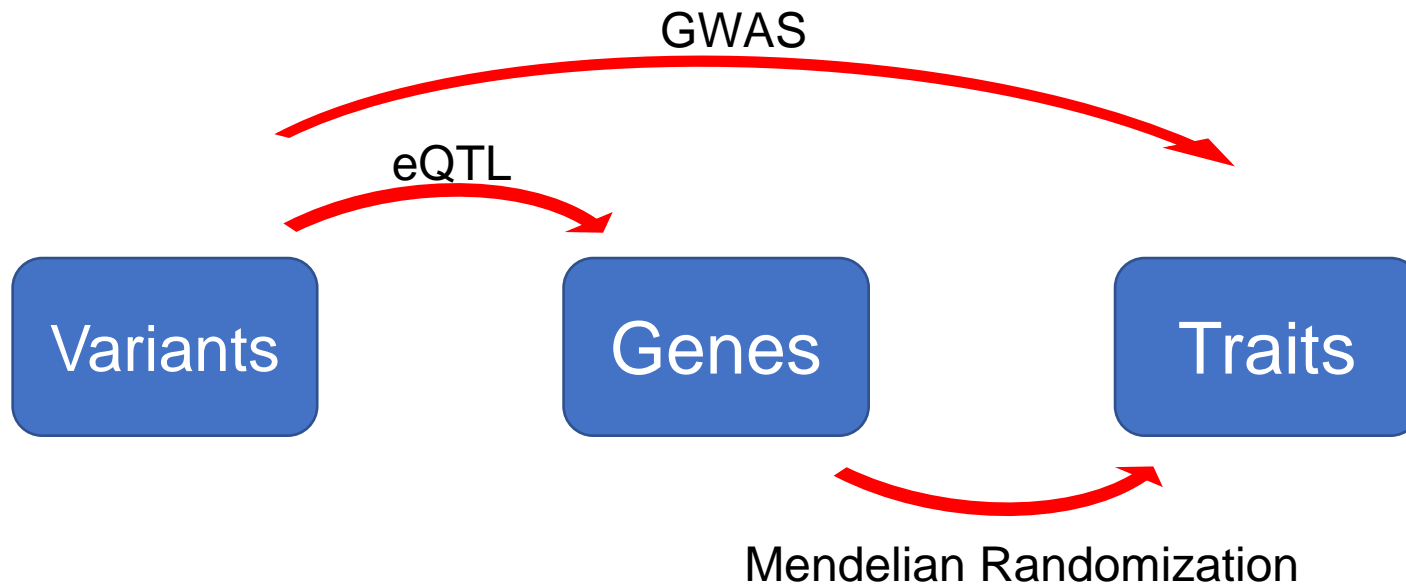 GWAS
eQTL
Variants
Genes
Traits
Mendelian Randomization